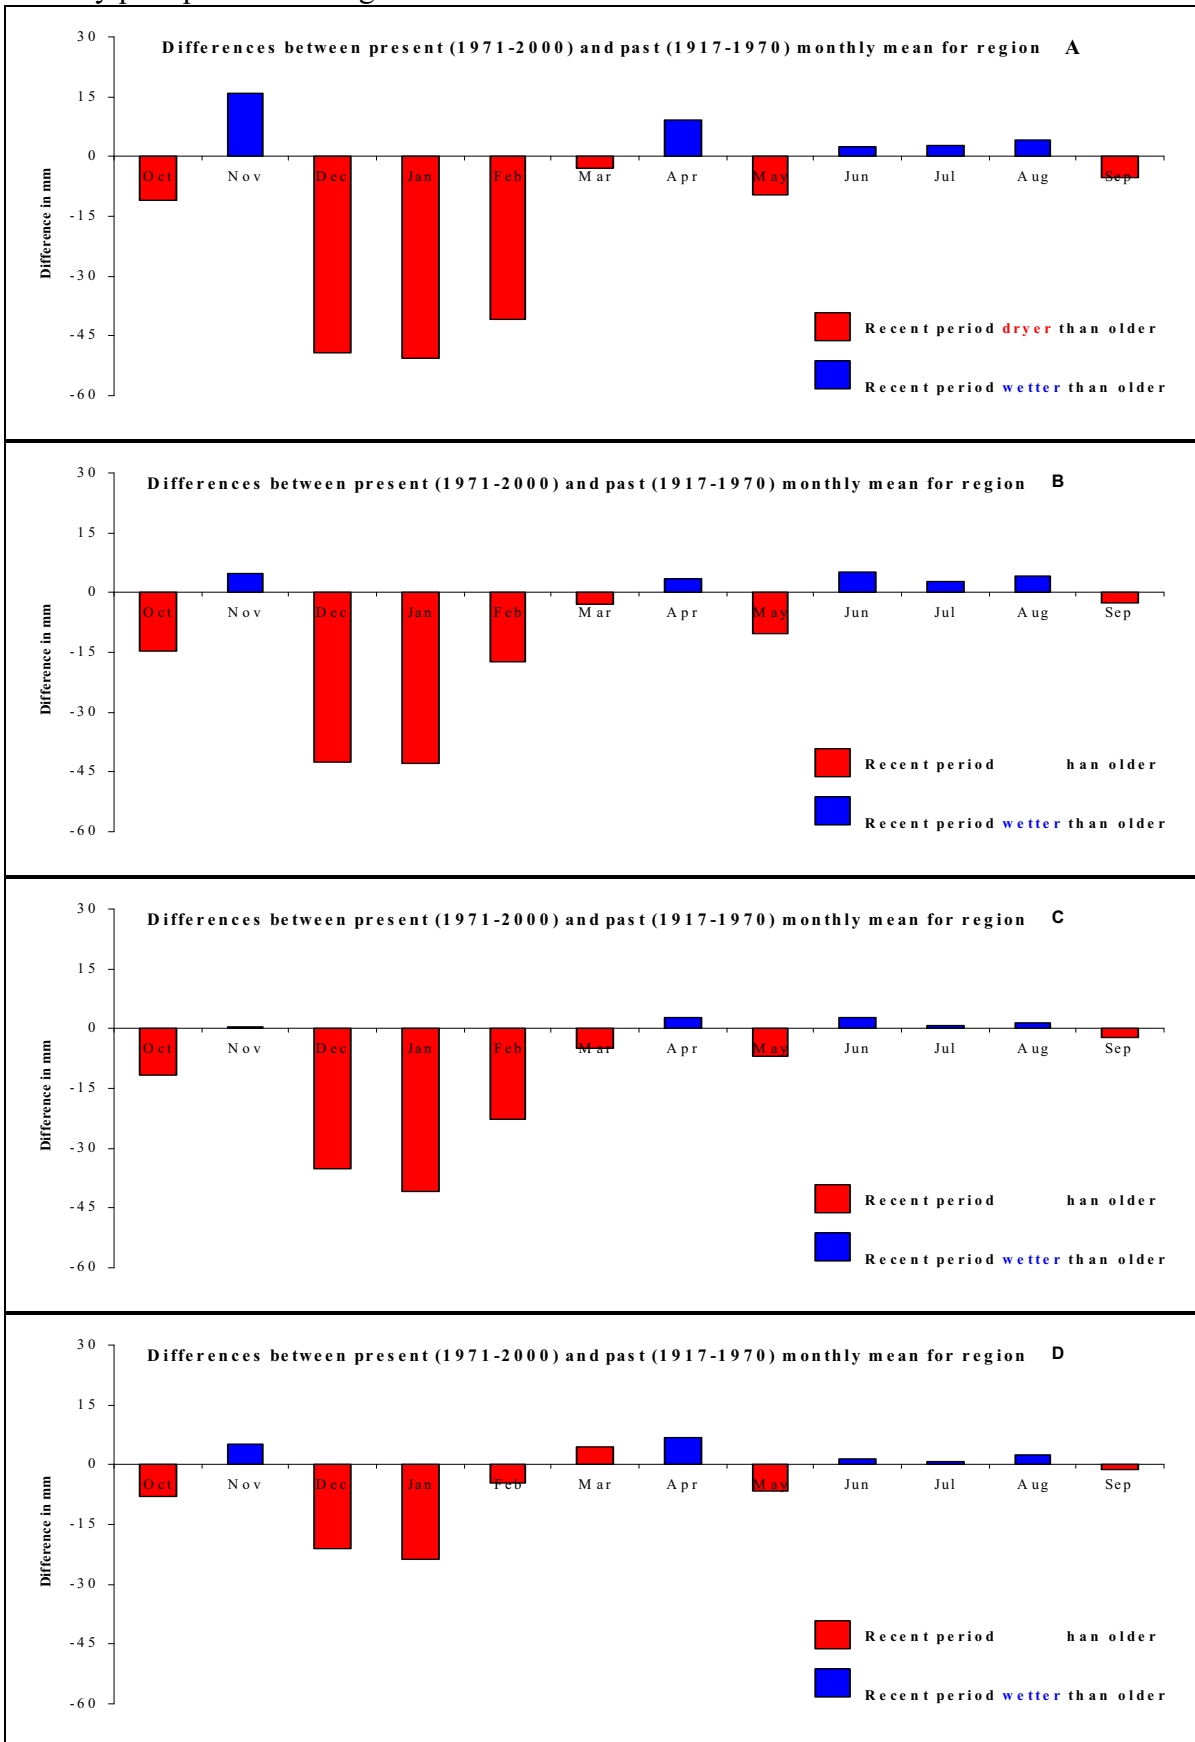 30
Differences between present (1971-2000) and past (1917-1970) monthly mean for region A
15
0
Oct Nov Dec Jan Feb Mar Apr May Jun Jul Aug Sep
-15
Difference in mm
-30
Recent period dryer than older
-45
Recent period wetter than older
-60
30
Differences between present (1971-2000) and past (1917-1970) monthly mean for region B
15
0
Oct Nov Dec Jan Feb Mar Apr May Jun Jul Aug Sep
-15
Difference in mm
-30
Recent period han older
-45
Recent period wetter than older
-60
30
Differences between present (1971-2000) and past (1917-1970) monthly mean for region C
15
0
Oct Nov Dec Jan Feb Mar Apr May Jun Jul Aug Sep
-15
Difference in mm
-30
Recent period han older
-45
Recent period wetter than older
-60
30
Differences between present (1971-2000) and past (1917-1970) monthly mean for region D
15
0
Oct Nov Dec Jan Feb Mar Apr May Jun Jul Aug Sep
-15
Difference in mm
-30
Recent period han older
-45
Recent period wetter than older
-60